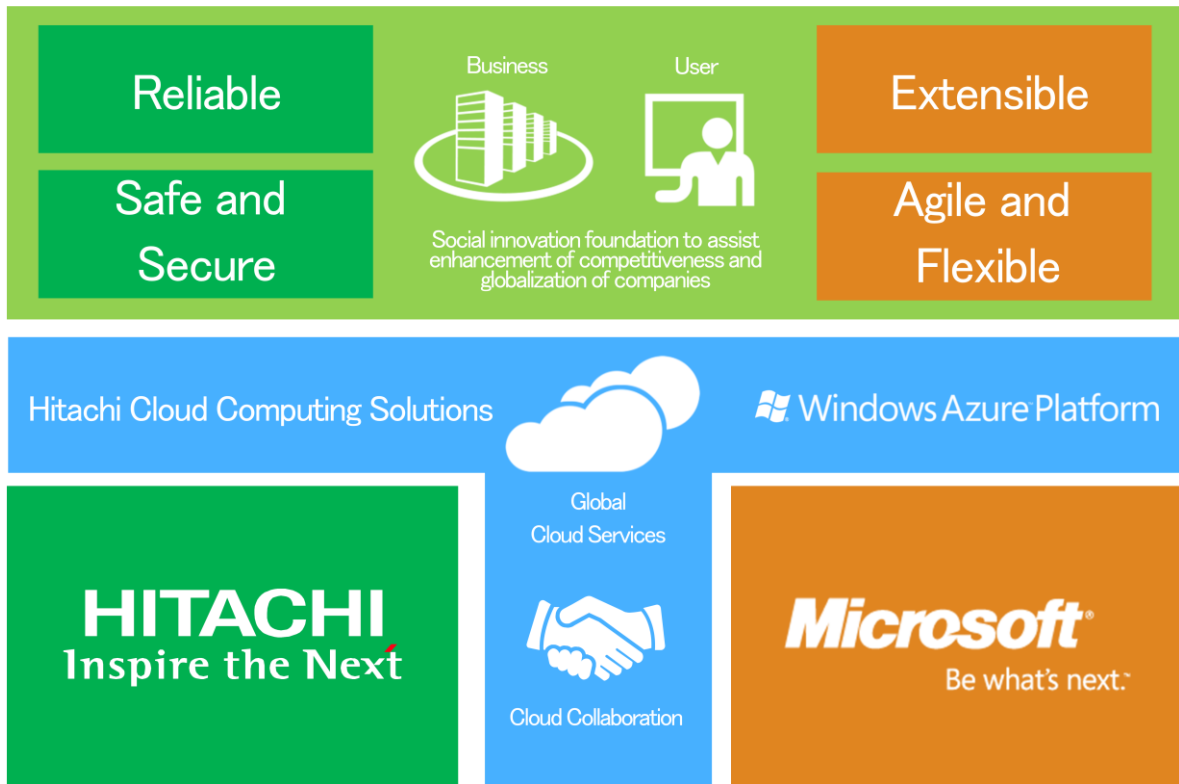 Reliable
Safe and
Secure
Business
User
Social innovation foundation to assist
enhancement of competitiveness and
globalization of companies
Extensible
Agile and
Flexible
Hitachi Cloud Computing Solutions
Windows Azure™ Platform
Global
Cloud Services
HITACHI
Inspire the Next
Cloud Collaboration
Microsoft®
Be what's next.™